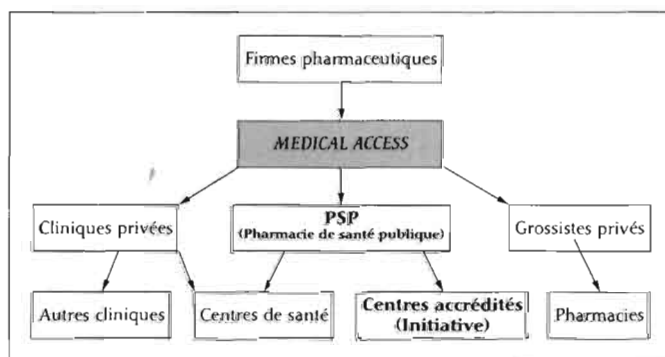 Firmes pharmaceutiques
MEDICAL ACCESS
Cliniques privées
PSP
(Pharmacie de santé publique)
Grossistes privés
Autres cliniques
Centres de santé
Centres accrédités
(Initiative)
Pharmacies